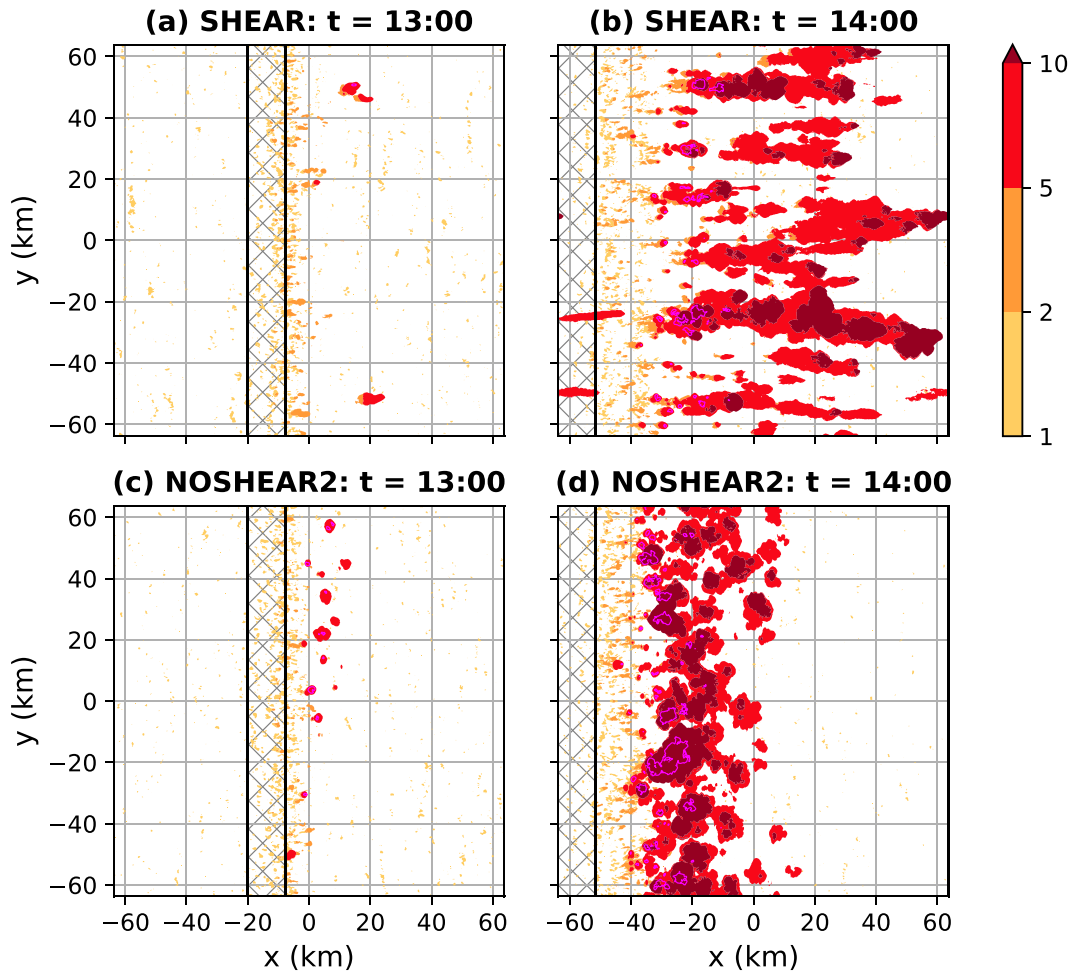 (a) SHEAR: t = 13:00
(b) SHEAR: t = 14:00
60
40
20
0
−20
−40
−60
y (km)
10
5
2
1
(c) NOSHEAR2: t = 13:00
(d) NOSHEAR2: t = 14:00
60
40
20
0
−20
−40
−60
y (km)
−60 −40 −20 0 20 40 60
−60 −40 −20 0 20 40 60
x (km)
x (km)